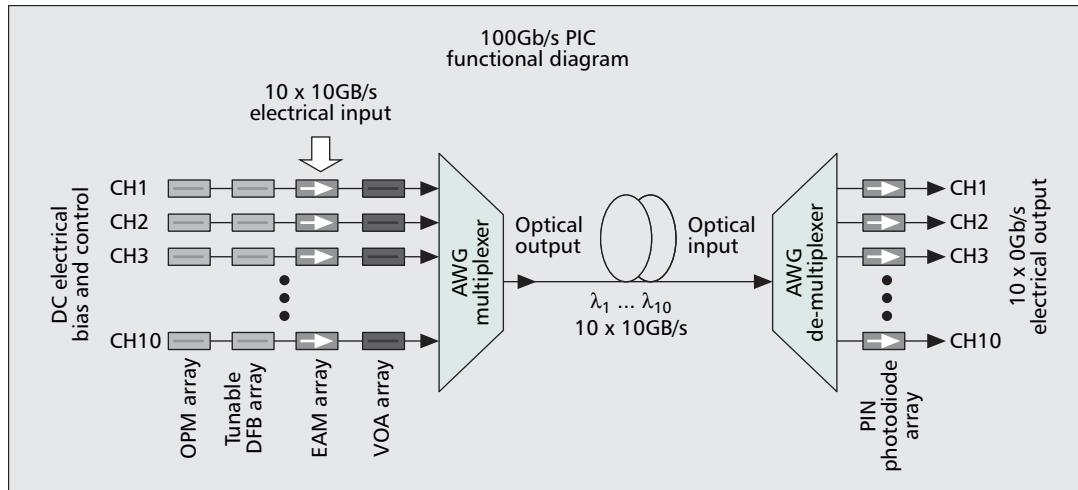 100Gb/s PIC
functional diagram
10 x 10GB/s
electrical input
DC electrical
bias and control
CH1
CH2
CH3
CH10
OPM array
Tunable
DFB array
EAM array
VOA array
AWG
multiplexer
Optical
output
Optical
input
λ1 ... λ10
10 x 10GB/s
AWG
de-multiplexer
PIN
photodiode
array
CH1
CH2
CH3
CH10
10 x 0Gb/s
electrical output